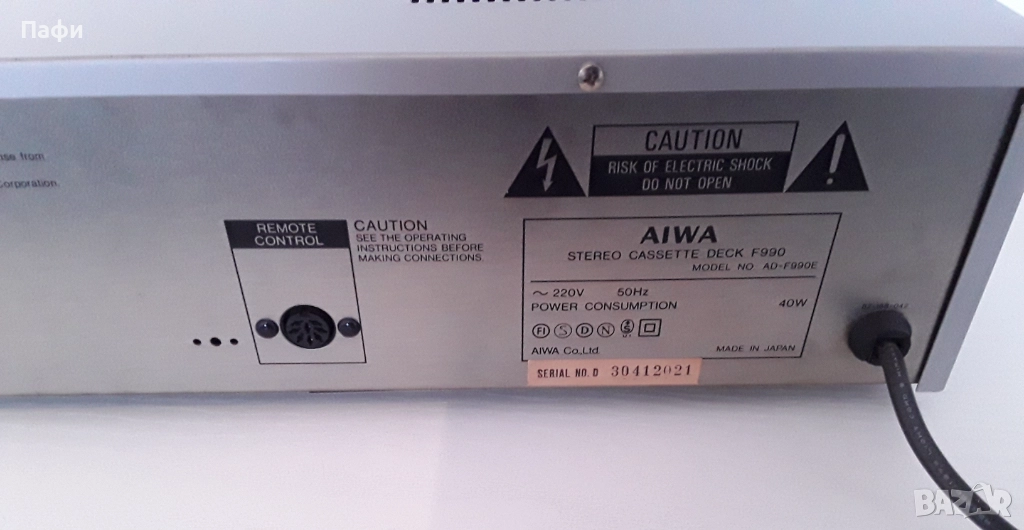 Пафи
nse from
Corporation.
REMOTE
CONTROL
CAUTION
SEE THE OPERATING
INSTRUCTIONS BEFORE
MAKING CONNECTIONS.
CAUTION
RISK OF ELECTRIC SHOCK
DO NOT OPEN
AIWA
STEREO CASSETTE DECK F990
MODEL NO. AD-F990E
~ 220V 50Hz
POWER CONSUMPTION 40W
FI S D N
AIWA Co., Ltd. MADE IN JAPAN
SERIAL NO. D 30412021
BAZAR